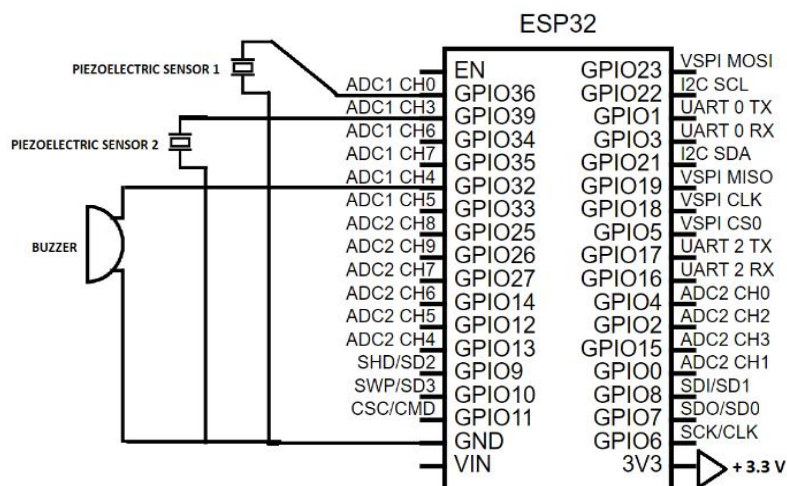 ESP32
PIEZOELECTRIC SENSOR 1
PIEZOELECTRIC SENSOR 2
BUZZER
ADC1 CH0
ADC1 CH3
ADC1 CH6
ADC1 CH7
ADC1 CH4
ADC1 CH5
ADC2 CH8
ADC2 CH9
ADC2 CH7
ADC2 CH6
ADC2 CH5
ADC2 CH4
SHD/SD2
SWP/SD3
CSC/CMD
EN
GPIO36
GPIO39
GPIO34
GPIO35
GPIO32
GPIO33
GPIO25
GPIO26
GPIO27
GPIO14
GPIO12
GPIO13
GPIO9
GPIO10
GPIO11
GND
VIN
GPIO23
GPIO22
GPIO1
GPIO3
GPIO21
GPIO19
GPIO18
GPIO5
GPIO17
GPIO16
GPIO4
GPIO2
GPIO15
GPIO0
GPIO8
GPIO7
GPIO6
3V3
VSPI MOSI
I2C SCL
UART 0 TX
UART 0 RX
I2C SDA
VSPI MISO
VSPI CLK
VSPI CS0
UART 2 TX
UART 2 RX
ADC2 CH0
ADC2 CH2
ADC2 CH3
ADC2 CH1
SDI/SD1
SDO/SD0
SCK/CLK
+ 3.3 V